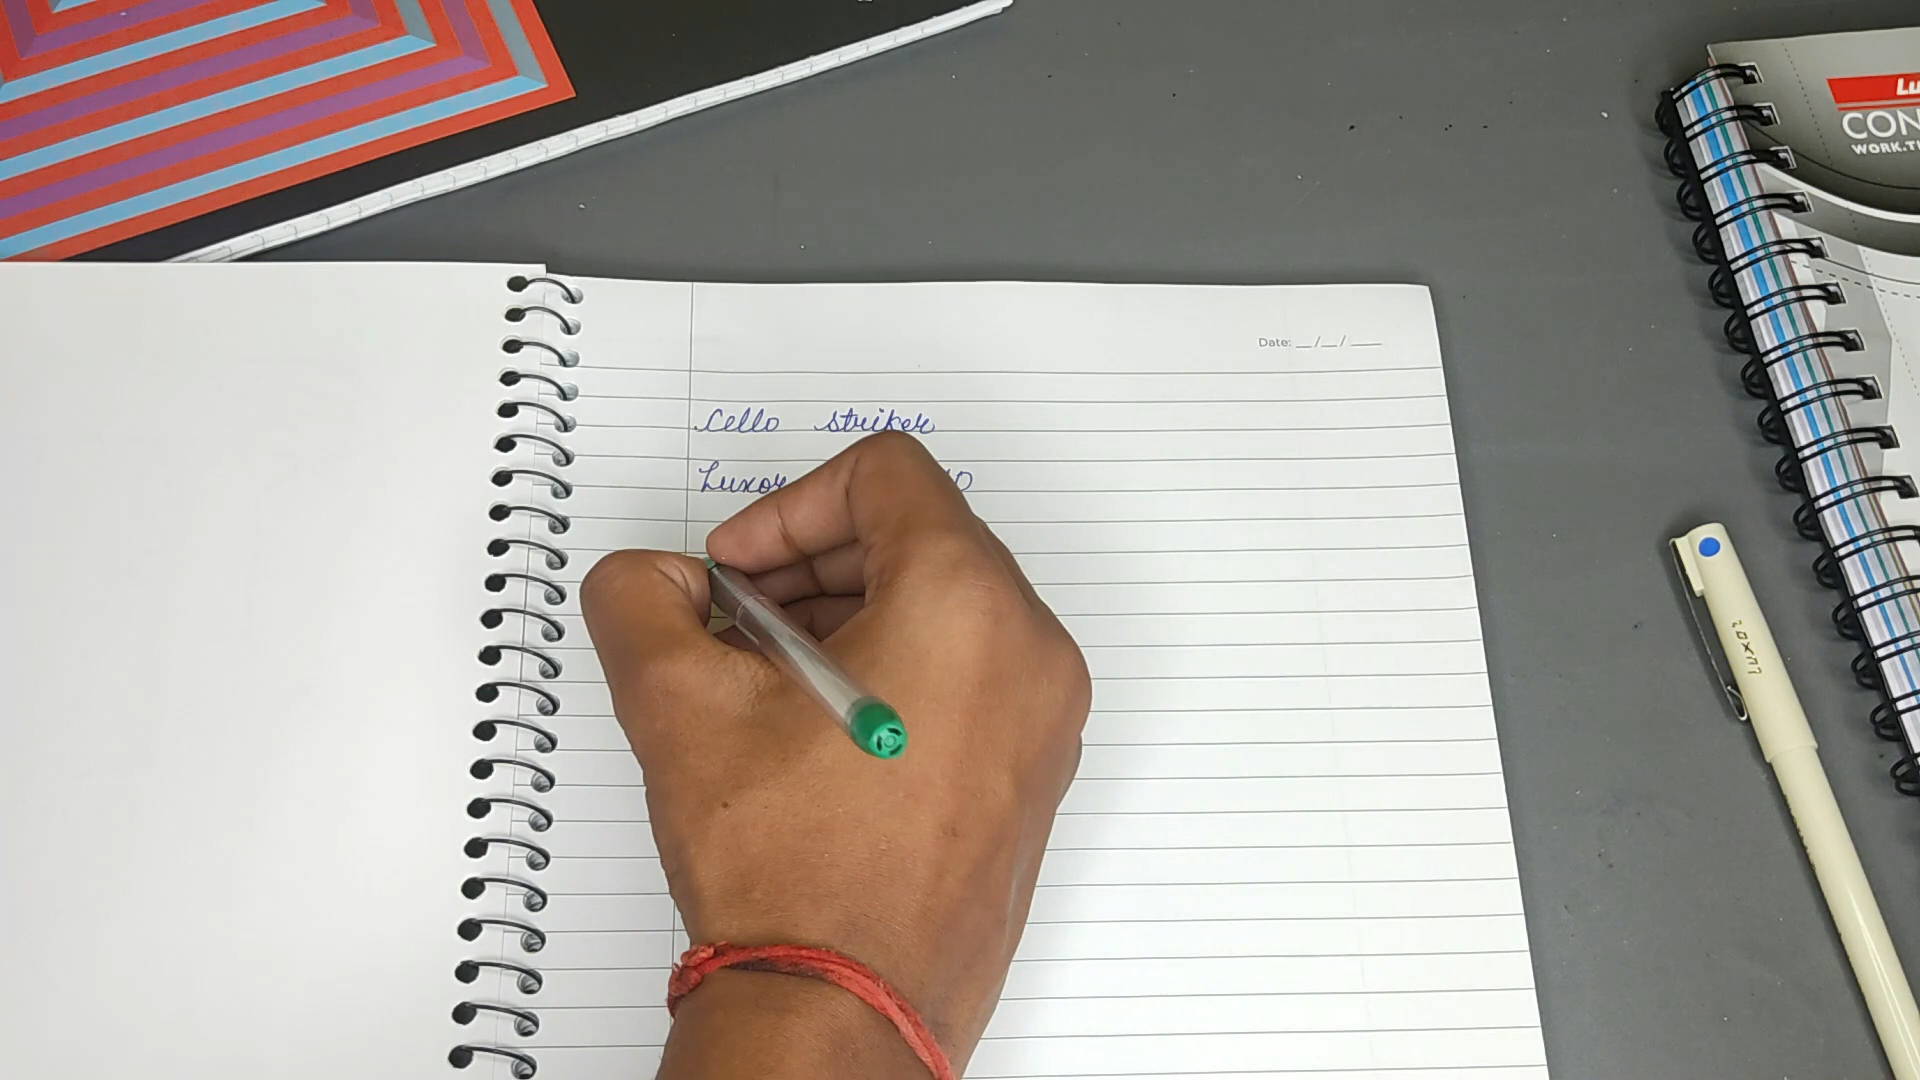 Lu
CON
WORK.T
Date: __/__/____
Cello striker
Luxor
LUXOR